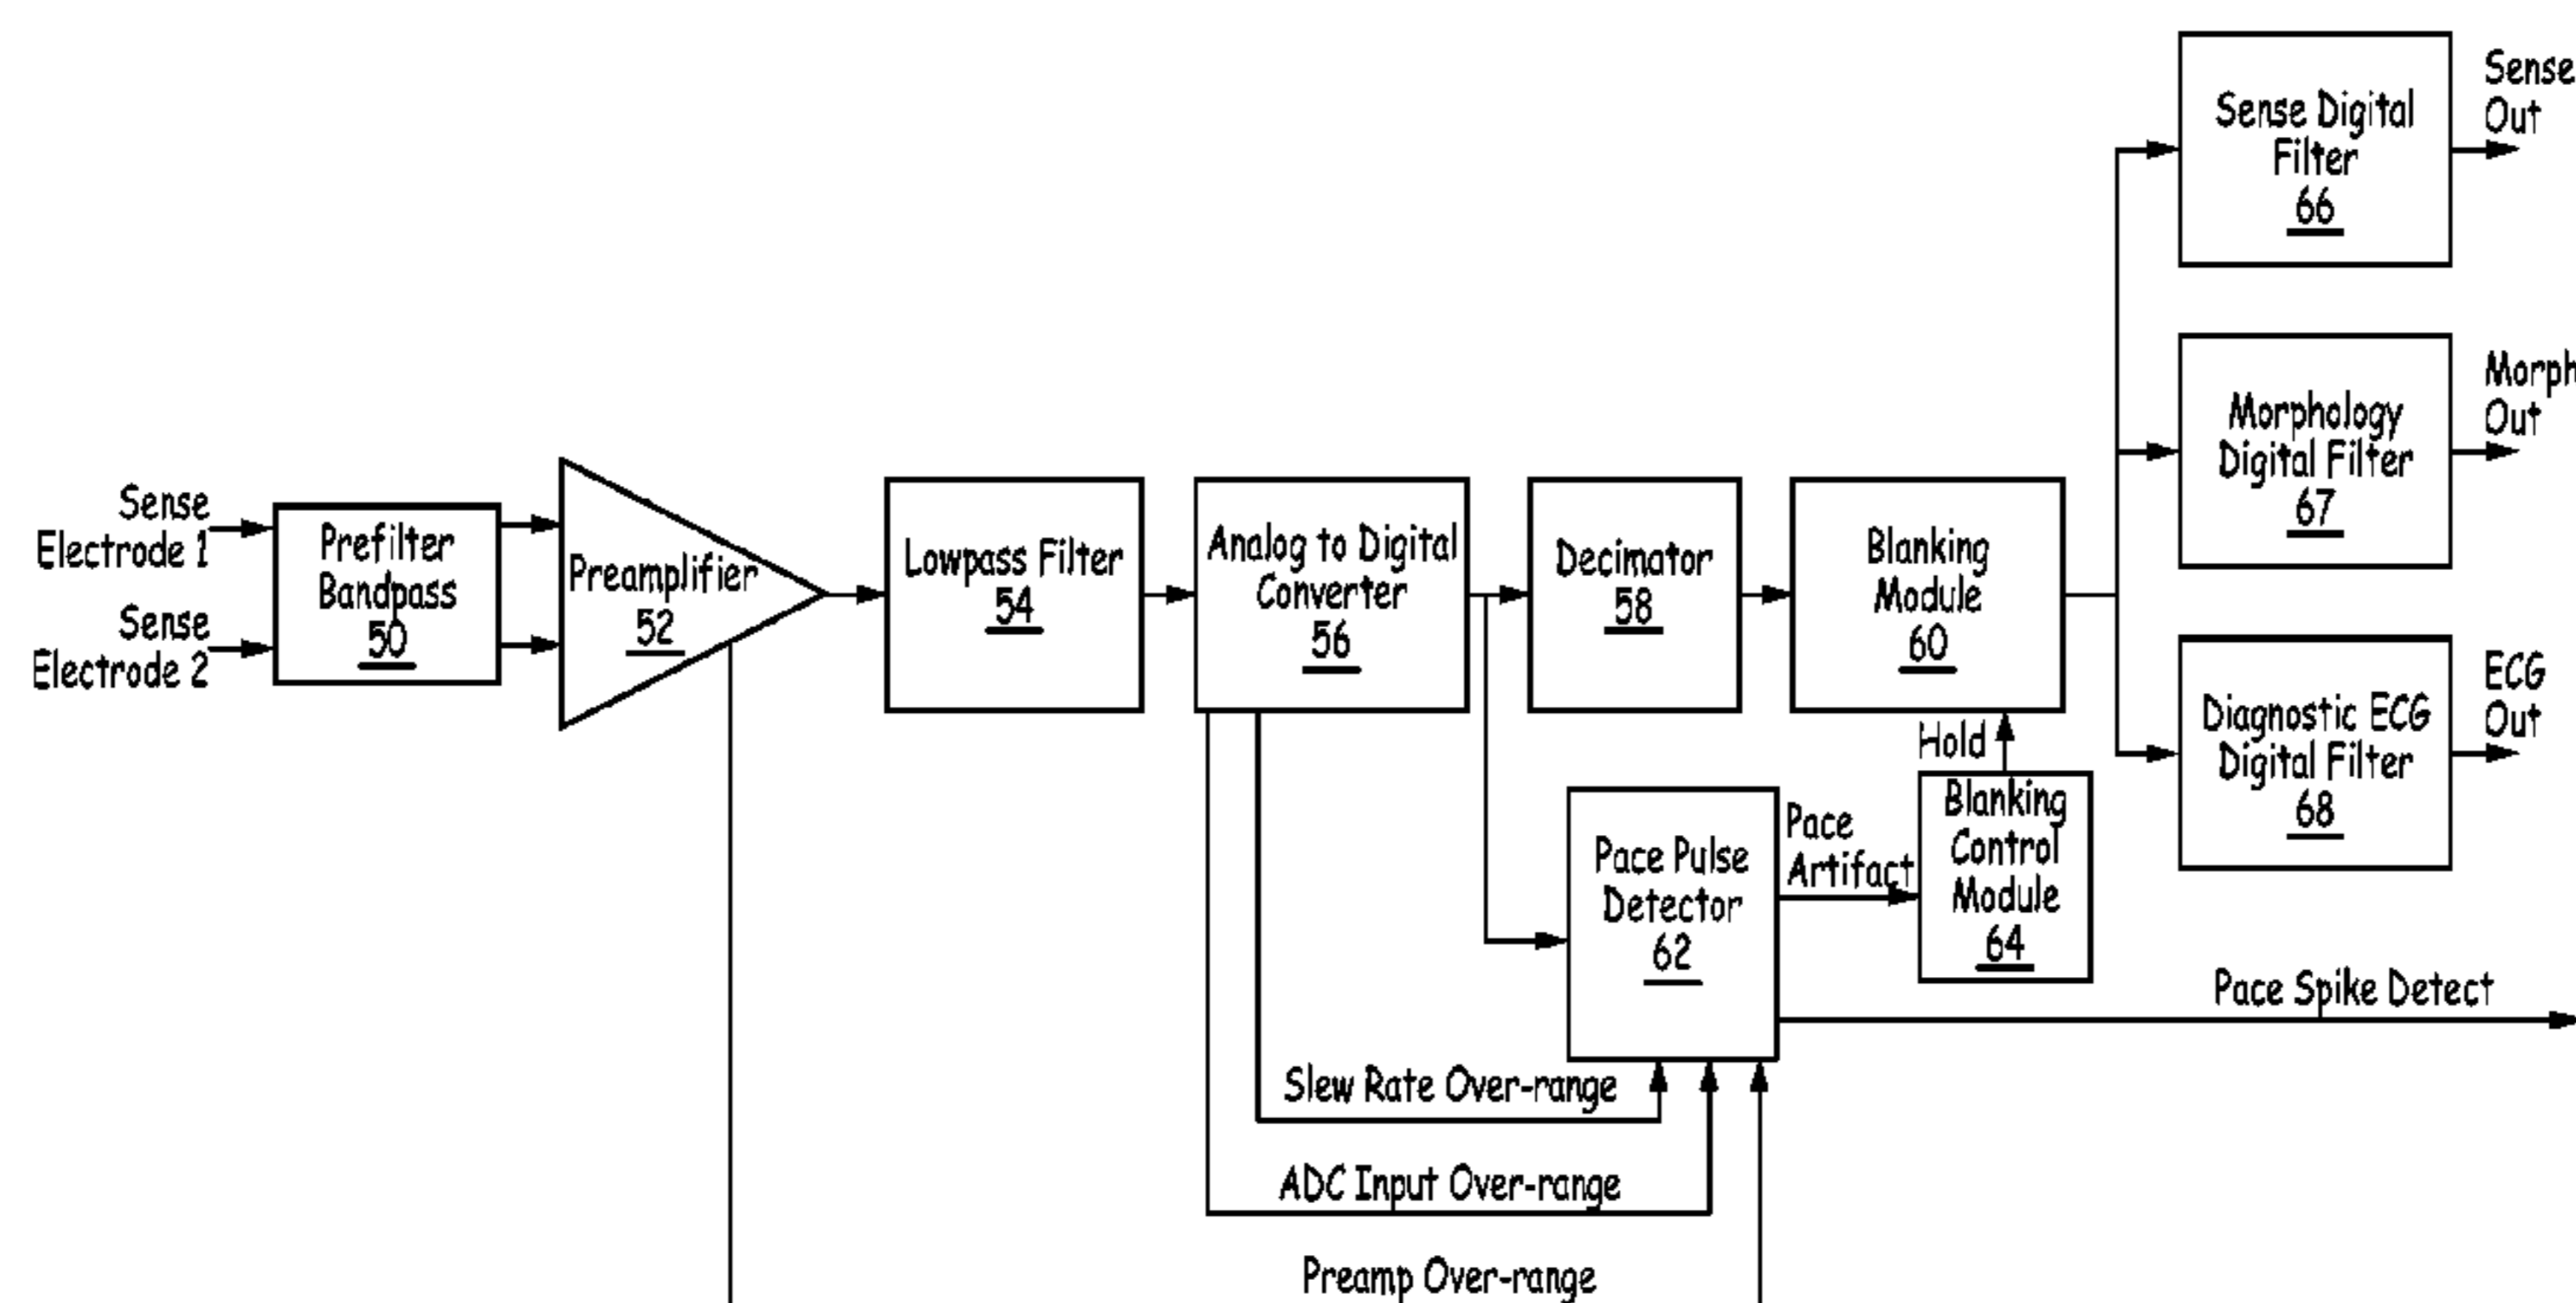 Sense
Electrode 1
Sense
Electrode 2
Prefilter
Bandpass
50
Preamplifier
52
Lowpass Filter
54
Analog to Digital
Converter
56
Decimator
58
Blanking
Module
60
Hold
Blanking
Control
Module
64
Pace Pulse
Detector
62
Pace
Artifact
Sense Digital
Filter
66
Sense
Out
Morphology
Digital Filter
67
Morph
Out
Diagnostic ECG
Digital Filter
68
ECG
Out
Pace Spike Detect
Slew Rate Over-range
ADC Input Over-range
Preamp Over-range